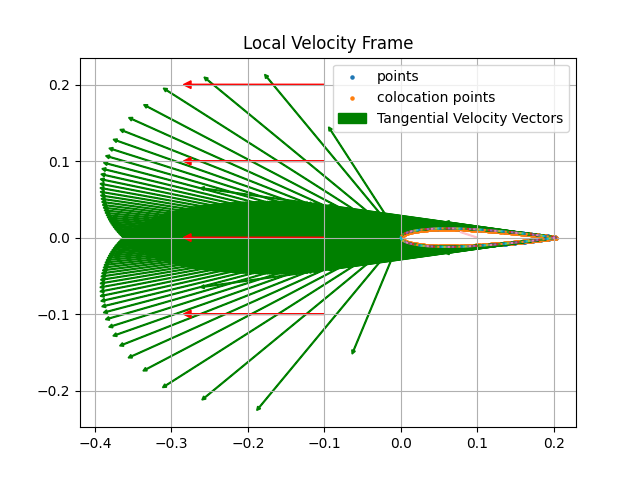 Local Velocity Frame
points
colocation points
Tangential Velocity Vectors
0.2
0.1
0.0
−0.1
−0.2
−0.4 −0.3 −0.2 −0.1 0.0 0.1 0.2